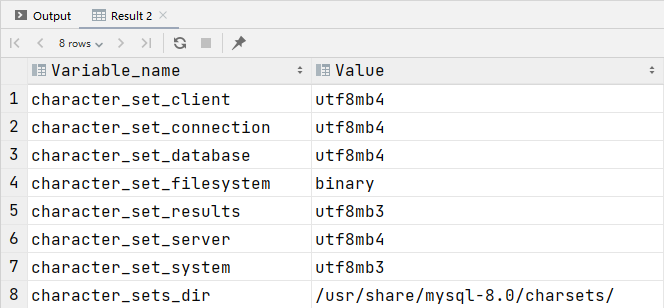 Output Result 2
8 rows
Variable_name Value
1 character_set_client utf8mb4
2 character_set_connection utf8mb4
3 character_set_database utf8mb4
4 character_set_filesystem binary
5 character_set_results utf8mb3
6 character_set_server utf8mb4
7 character_set_system utf8mb3
8 character_sets_dir /usr/share/mysql-8.0/charsets/